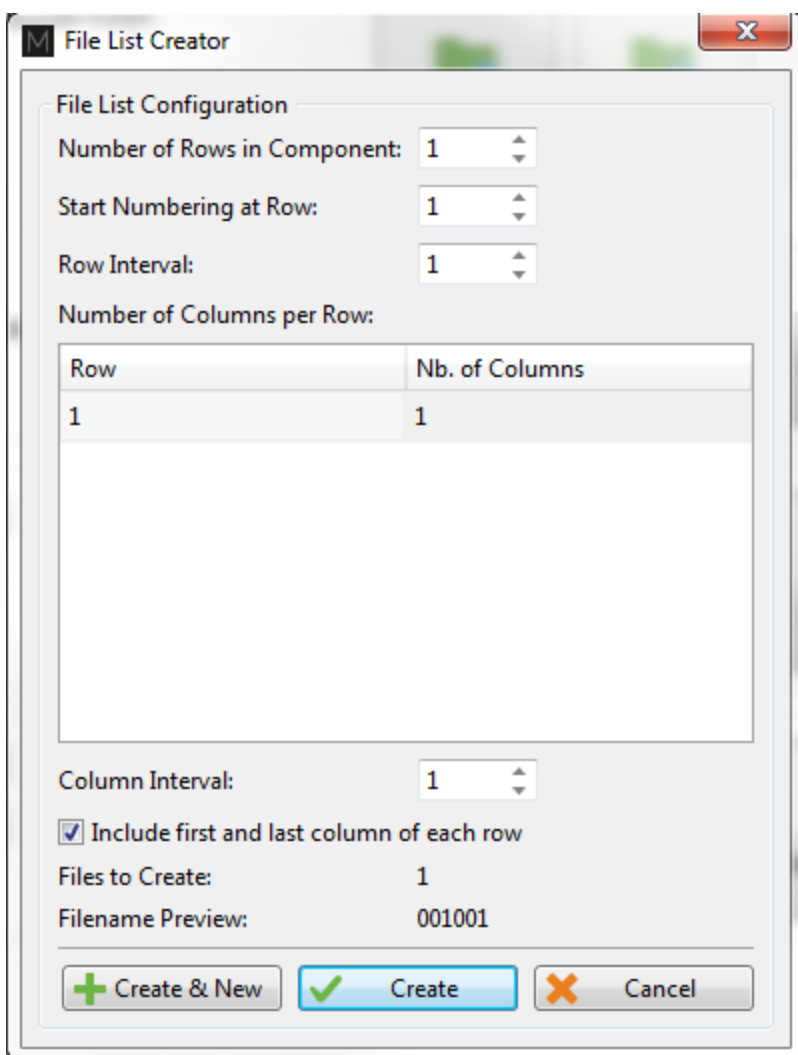 M File List Creator x
File List Configuration
Number of Rows in Component: 1
Start Numbering at Row: 1
Row Interval: 1
Number of Columns per Row:
Row Nb. of Columns
1 1
Column Interval: 1
Include first and last column of each row
Files to Create: 1
Filename Preview: 001001
Create & New Create Cancel